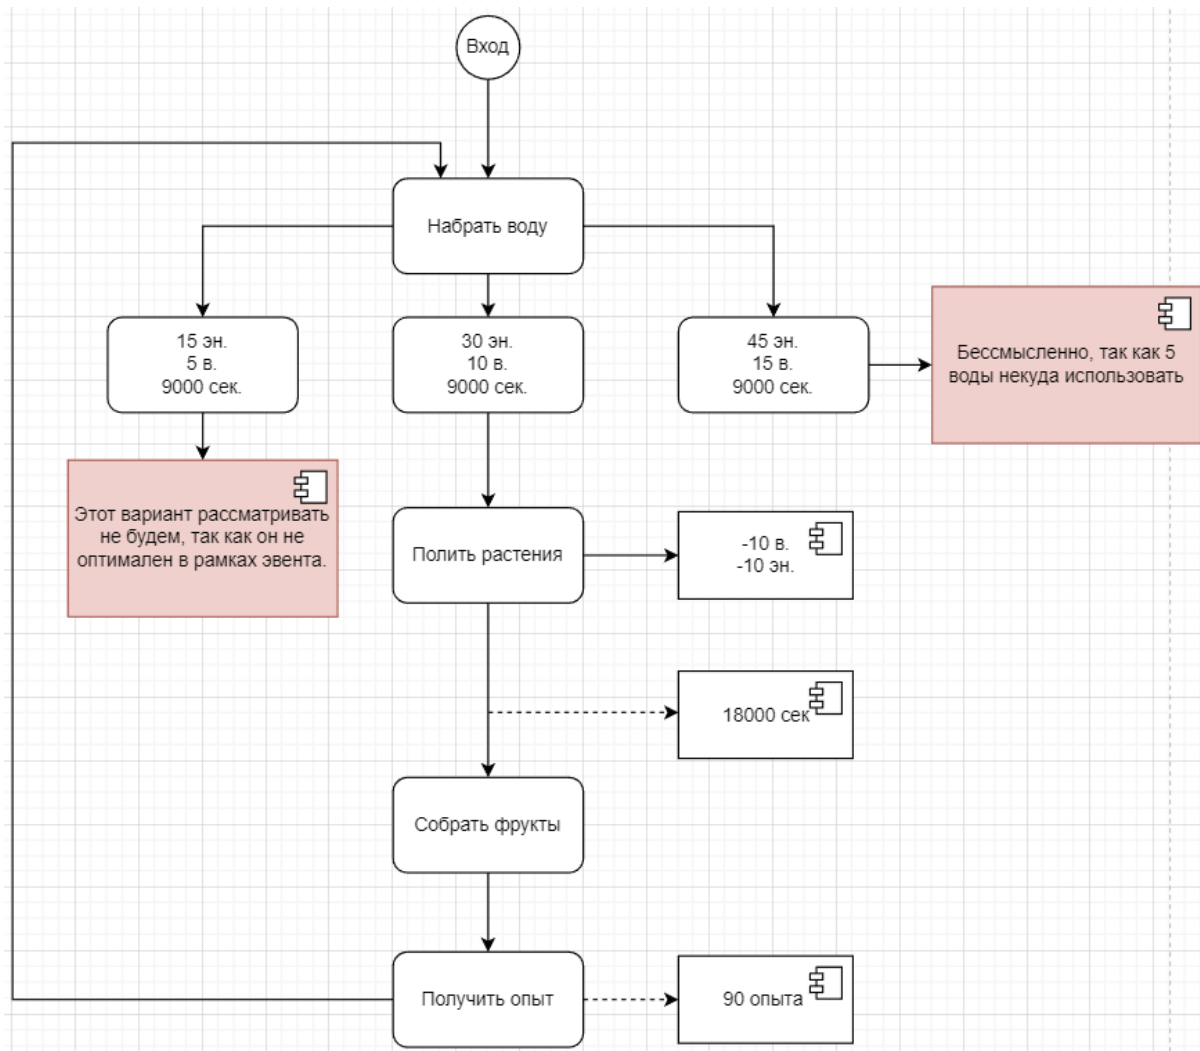 Вход
Набрать воду
15 эн.
5 в.
9000 сек.
30 эн.
10 в.
9000 сек.
45 эн.
15 в.
9000 сек.
Бессмысленно, так как 5
воды некуда использовать
Этот вариант рассматривать
не будем, так как он не
оптимален в рамках эвента.
Полить растения
-10 в.
-10 эн.
18000 сек
Собрать фрукты
Получить опыт
90 опыта